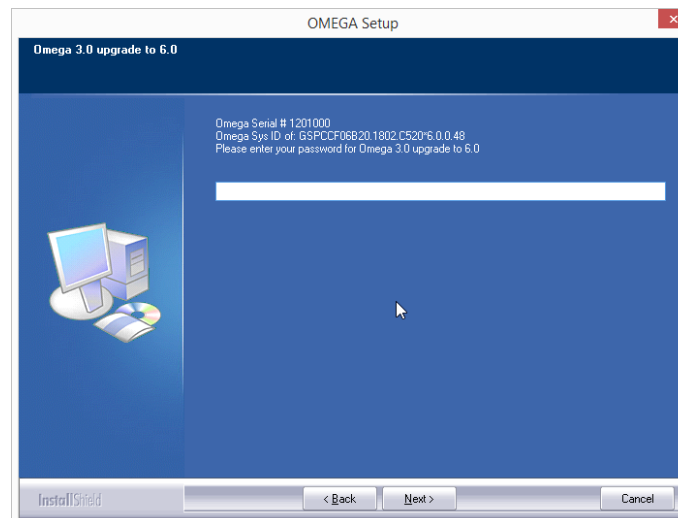 OMEGA Setup
Omega 3.0 upgrade to 6.0
Omega Serial # 1201000
Omega Sys ID of: GSPCCF06B20.1802.C520*6.0.0.48
Please enter your password for Omega 3.0 upgrade to 6.0
InstallShield
< Back
Next >
Cancel